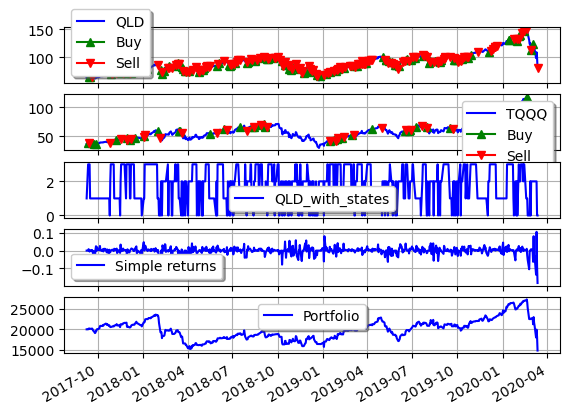 150
100
QLD
Buy
Sell
100
50
TQQQ
Buy
Sell
2
0
QLD_with_states
0.1
0.0
−0.1
Simple returns
25000
20000
15000
Portfolio
2017-10 2018-01 2018-04 2018-07 2018-10 2019-01 2019-04 2019-07 2019-10 2020-01 2020-04